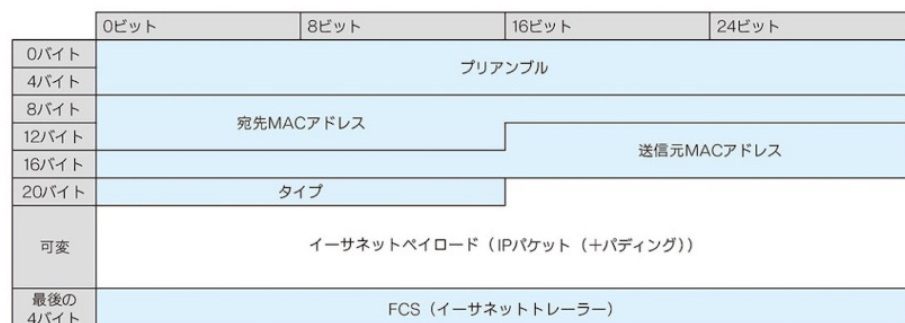 0ビット 8ビット 16ビット 24ビット
0バイト
プリアンブル
4バイト
8バイト
宛先MACアドレス
12バイト
送信元MACアドレス
16バイト
20バイト タイプ
可変 イーサネットペイロード(IPパケット(+パディング))
最後の
4バイト
FCS(イーサネットトレーラー)